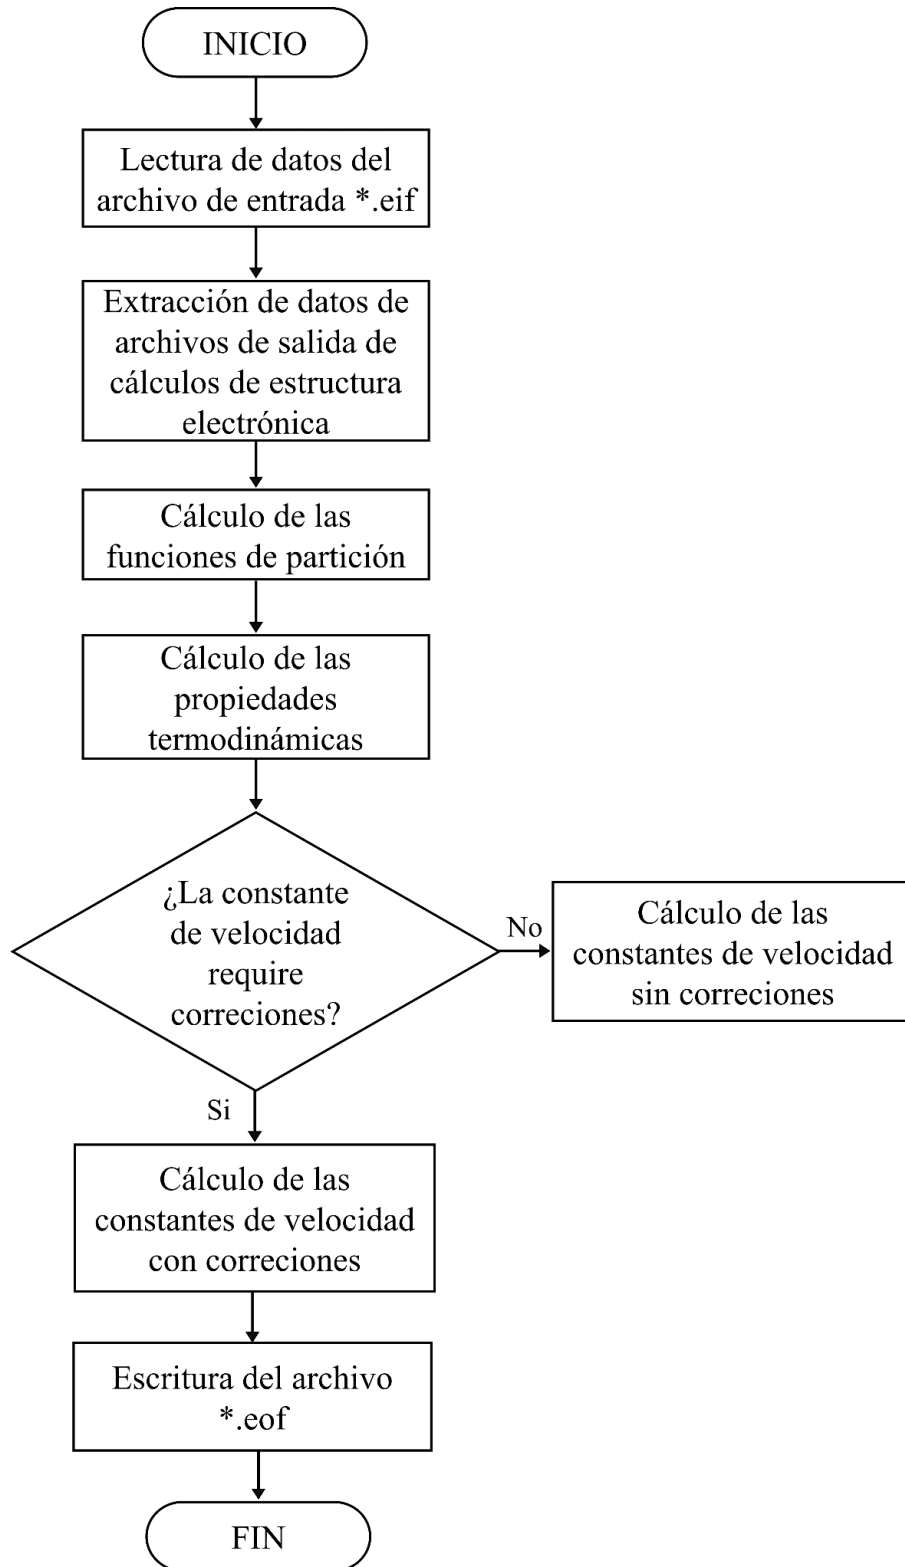 INICIO
Lectura de datos del
archivo de entrada *.eif
Extracción de datos de
archivos de salida de
cálculos de estructura
electrónica
Cálculo de las
funciones de partición
Cálculo de las
propiedades
termodinámicas
¿La constante
de velocidad
require
correciones?
No
Cálculo de las
constantes de velocidad
sin correciones
Si
Cálculo de las
constantes de velocidad
con correciones
Escritura del archivo
*.eof
FIN